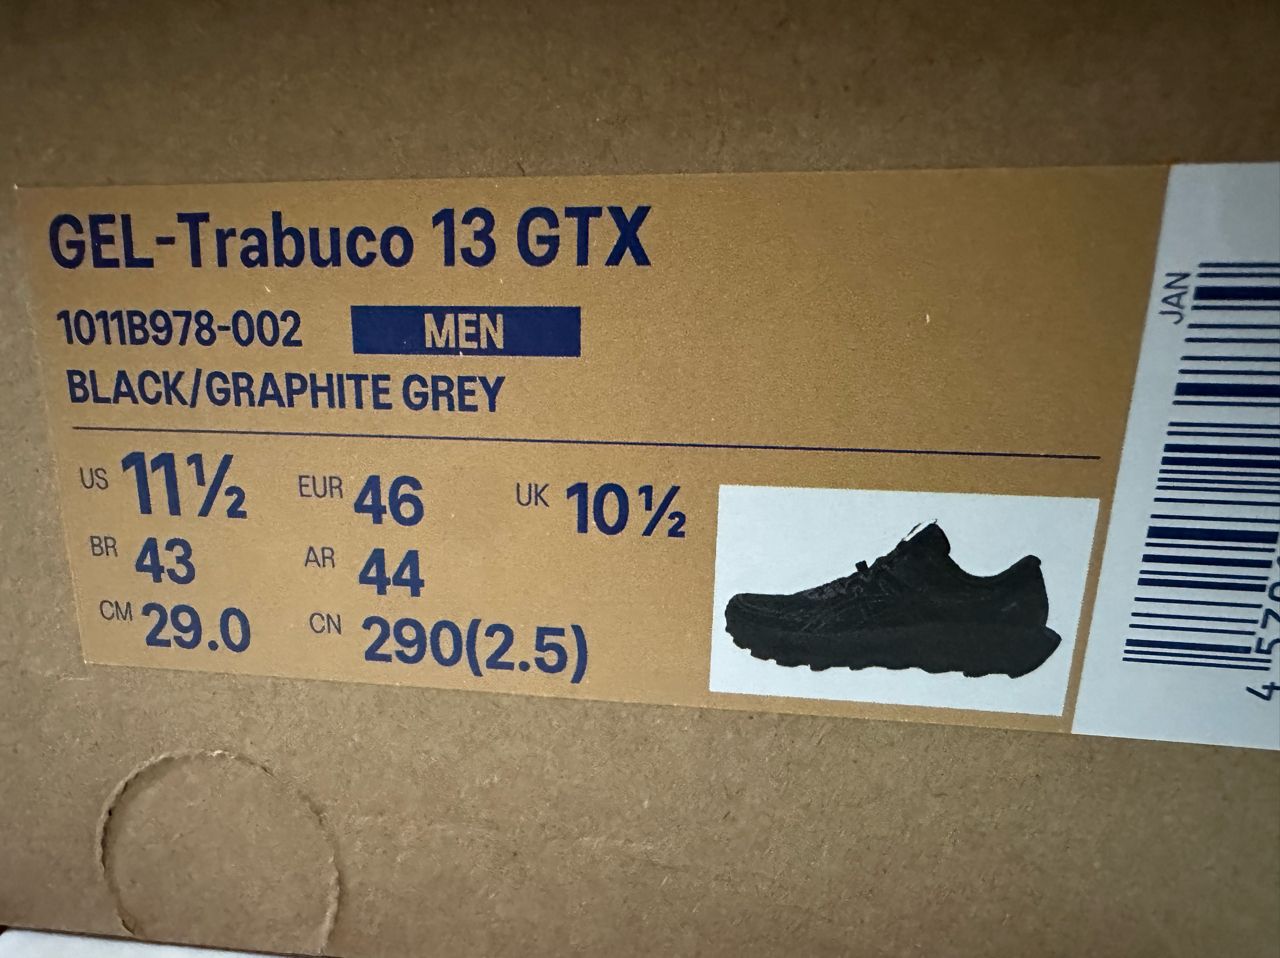 GEL-Trabuco 13 GTX
1011B978-002 MEN
BLACK/GRAPHITE GREY
US 11½ EUR 46 UK 10½
BR 43 AR 44
CM 29.0 CN 290(2.5)
JAN